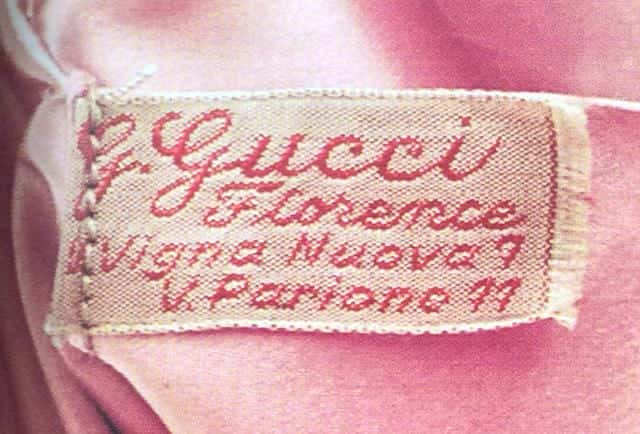 G. Gucci
Florence
V. Vigna Nuova 7
V. Parione 11